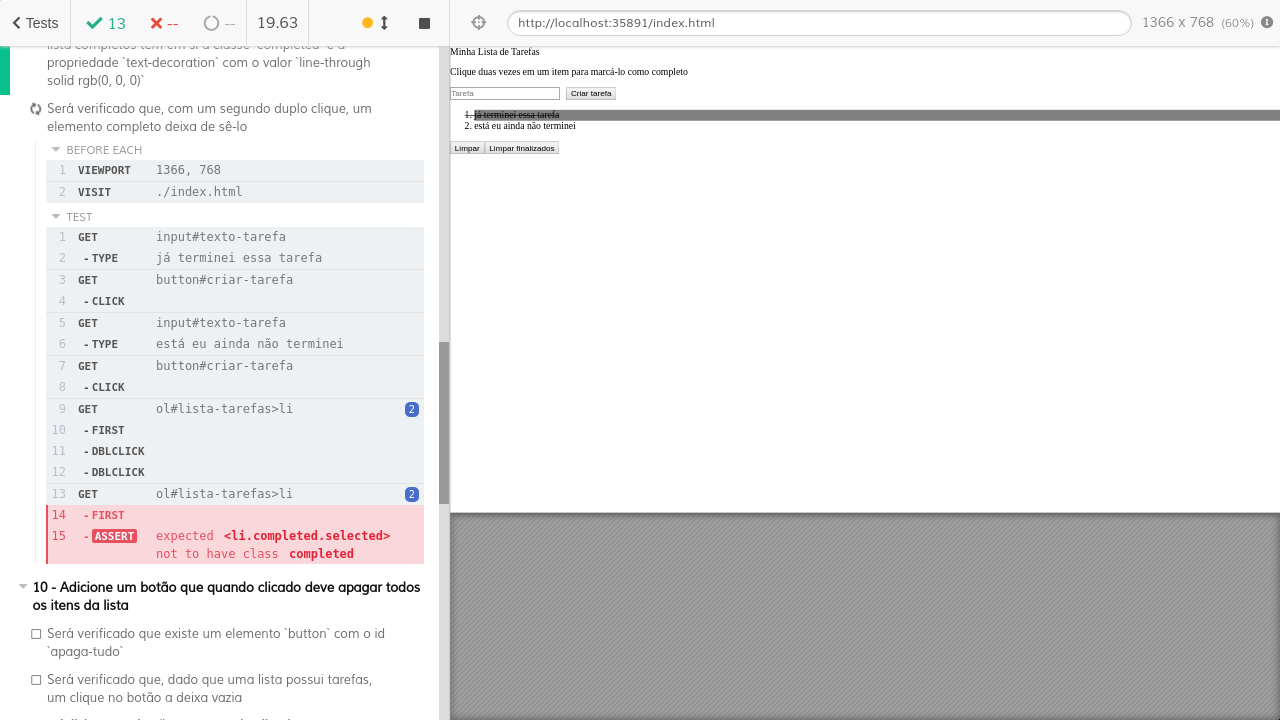 Tests
13
--
--
19.63
http://localhost:35891/index.html
1366 x 768 (60%)
propriedade `text-decoration` com o valor `line-through
solid rgb(0, 0, 0)`
Será verificado que, com um segundo duplo clique, um
elemento completo deixa de sê-lo
BEFORE EACH
1 VIEWPORT 1366, 768
2 VISIT ./index.html
TEST
1 GET input#texto-tarefa
2 -TYPE já terminei essa tarefa
3 GET button#criar-tarefa
4 -CLICK
5 GET input#texto-tarefa
6 -TYPE está eu ainda não terminei
7 GET button#criar-tarefa
8 -CLICK
9 GET ol#lista-tarefas>li 2
10 -FIRST
11 -DBLCLICK
12 -DBLCLICK
13 GET ol#lista-tarefas>li 2
14 -FIRST
15 -ASSERT expected <li.completed.selected>
not to have class completed
10 - Adicione um botão que quando clicado deve apagar todos
os itens da lista
Será verificado que existe um elemento `button` com o id
`apaga-tudo`
Será verificado que, dado que uma lista possui tarefas,
um clique no botão a deixa vazia
Minha Lista de Tarefas
Clique duas vezes em um item para marcá-lo como completo
Tarefa Criar tarefa
1. já terminei essa tarefa
2. está eu ainda não terminei
Limpar Limpar finalizados